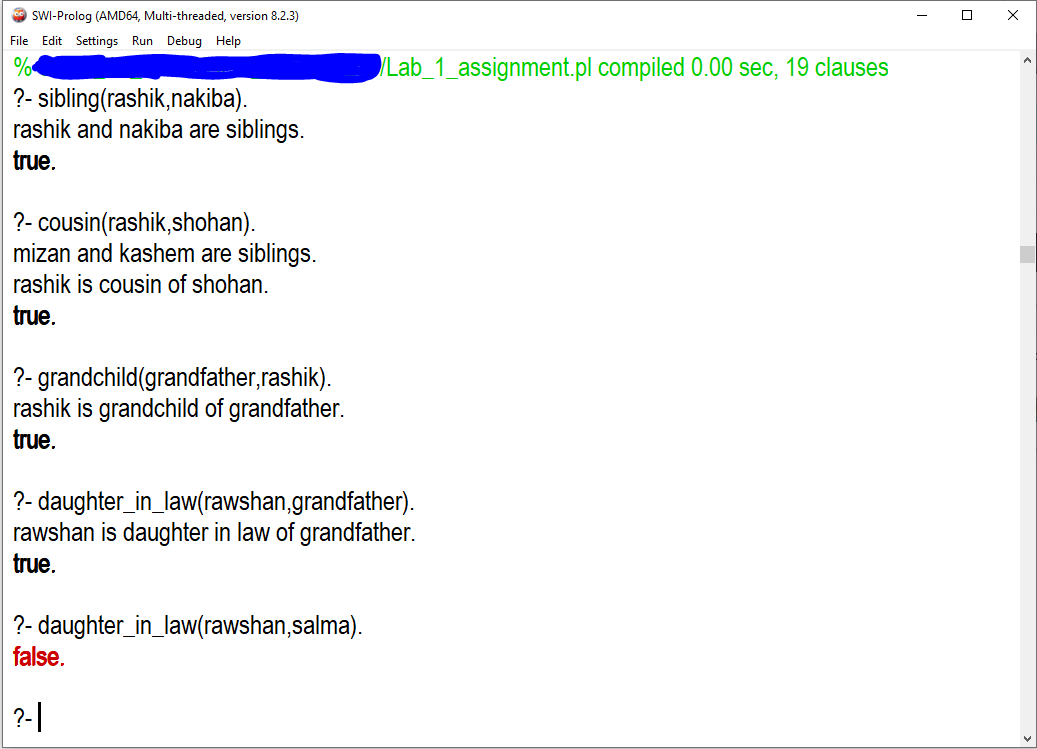 SWI-Prolog (AMD64, Multi-threaded, version 8.2.3)
File Edit Settings Run Debug Help
% /Lab_1_assignment.pl compiled 0.00 sec, 19 clauses
?- sibling(rashik,nakiba).
rashik and nakiba are siblings.
true.
?- cousin(rashik,shohan).
mizan and kashem are siblings.
rashik is cousin of shohan.
true.
?- grandchild(grandfather,rashik).
rashik is grandchild of grandfather.
true.
?- daughter_in_law(rawshan,grandfather).
rawshan is daughter in law of grandfather.
true.
?- daughter_in_law(rawshan,salma).
false.
?-